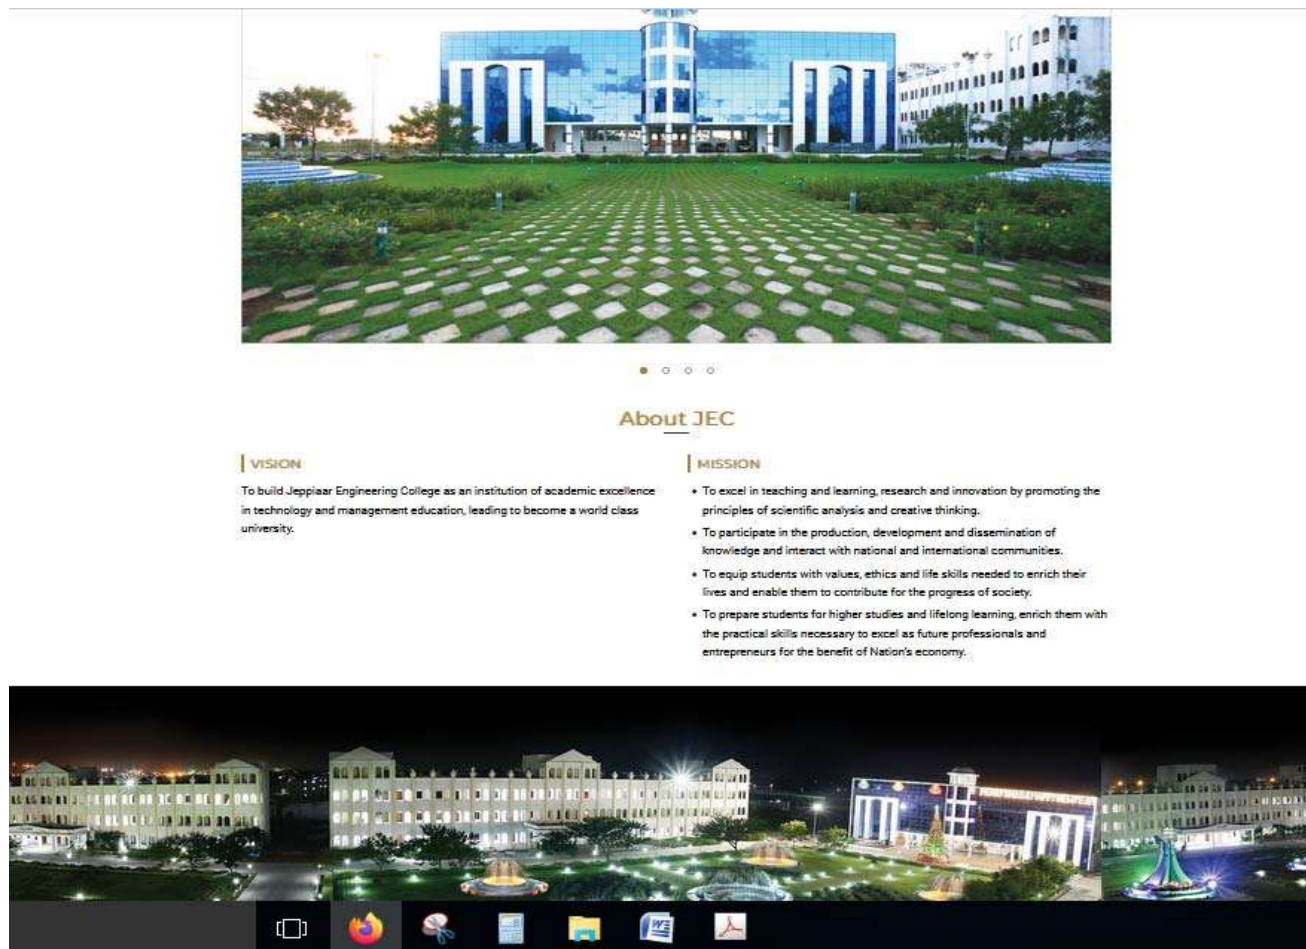 About JEC
VISION
To build Jeppiaar Engineering College as an institution of academic excellence
in technology and management education, leading to become a world class
university.
MISSION
• To excel in teaching and learning, research and innovation by promoting the
principles of scientific analysis and creative thinking.
• To participate in the production, development and dissemination of
knowledge and interact with national and international communities.
• To equip students with values, ethics and life skills needed to enrich their
lives and enable them to contribute for the progress of society.
• To prepare students for higher studies and lifelong learning, enrich them with
the practical skills necessary to excel as future professionals and
entrepreneurs for the benefit of Nation's economy.